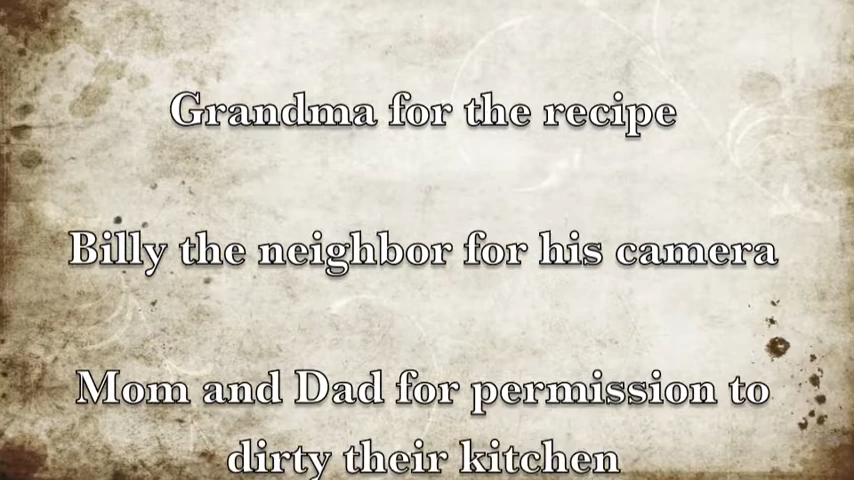 Grandma for the recipe
Billy the neighbor for his camera
Mom and Dad for permission to
dirty their kitchen